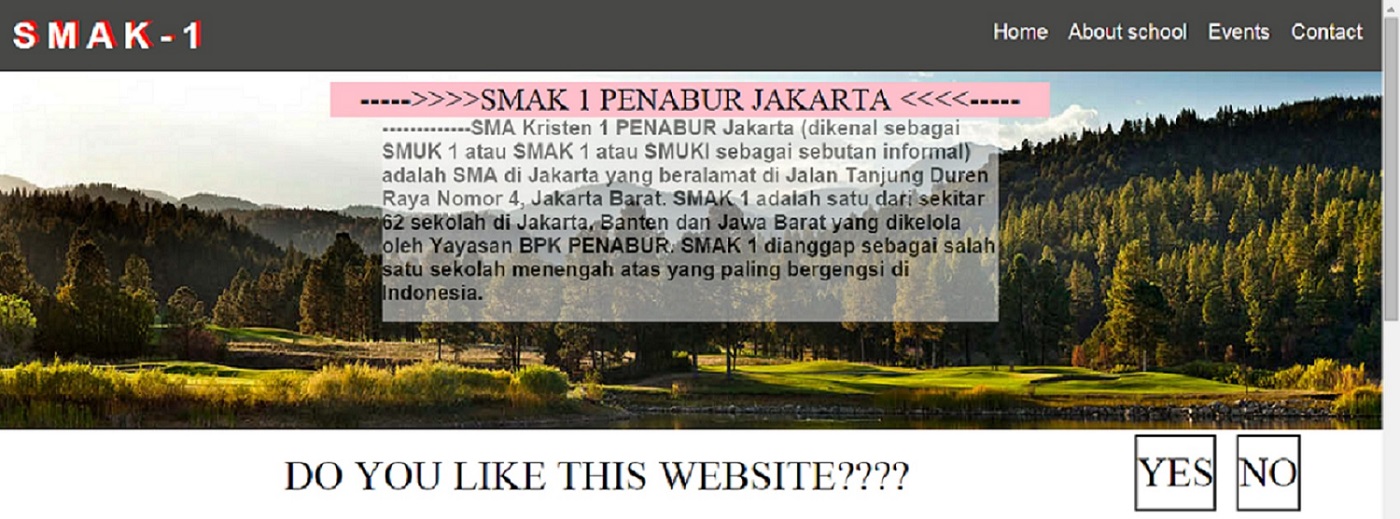 SMAK-1
Home About school Events Contact
----->>>>SMAK 1 PENABUR JAKARTA <<<<-----
-------------SMA Kristen 1 PENABUR Jakarta (dikenal sebagai
SMUK 1 atau SMAK 1 atau SMUKI sebagai sebutan informal)
adalah SMA di Jakarta yang beralamat di Jalan Tanjung Duren
Raya Nomor 4, Jakarta Barat. SMAK 1 adalah satu dari sekitar
62 sekolah di Jakarta, Banten dan Jawa Barat yang dikelola
oleh Yayasan BPK PENABUR. SMAK 1 dianggap sebagai salah
satu sekolah menengah atas yang paling bergengsi di
Indonesia.
DO YOU LIKE THIS WEBSITE???? YES NO